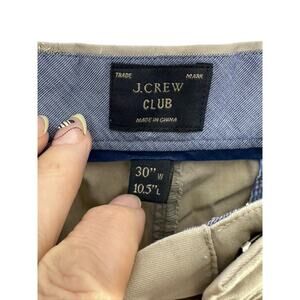 TRADE MARK
J.CREW
CLUB
MADE IN CHINA
30" W
10.5" L